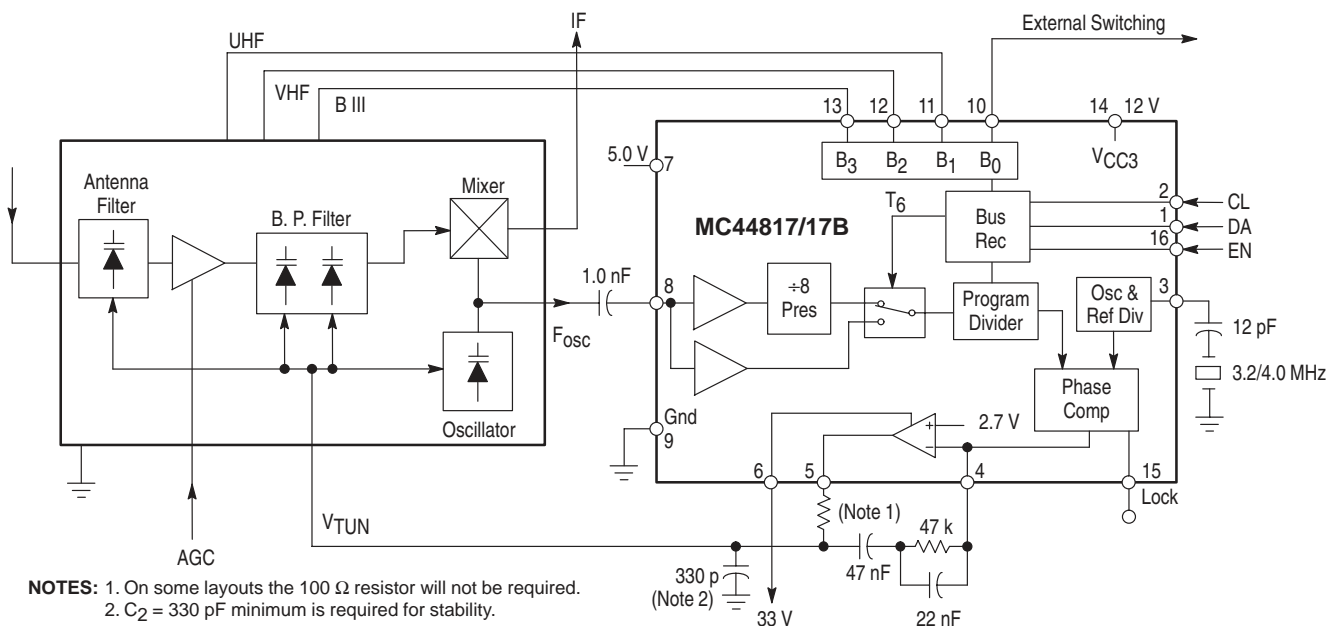 IF
External Switching
UHF
VHF
B III
13
12
11
10
14
12 V
5.0 V
7
B3
B2
B1
B0
VCC3
Antenna
Filter
B. P. Filter
Mixer
MC44817/17B
T6
Bus
Rec
2
CL
1
DA
16
EN
1.0 nF
8
÷8
Pres
Program
Divider
Osc &
Ref Div
3
12 pF
Fosc
3.2/4.0 MHz
Oscillator
Gnd
9
2.7 V
+
–
Phase
Comp
6
5
4
15
Lock
(Note 1)
47 k
VTUN
AGC
47 nF
330 p
(Note 2)
33 V
22 nF
NOTES: 1. On some layouts the 100 Ω resistor will not be required.
2. C2 = 330 pF minimum is required for stability.